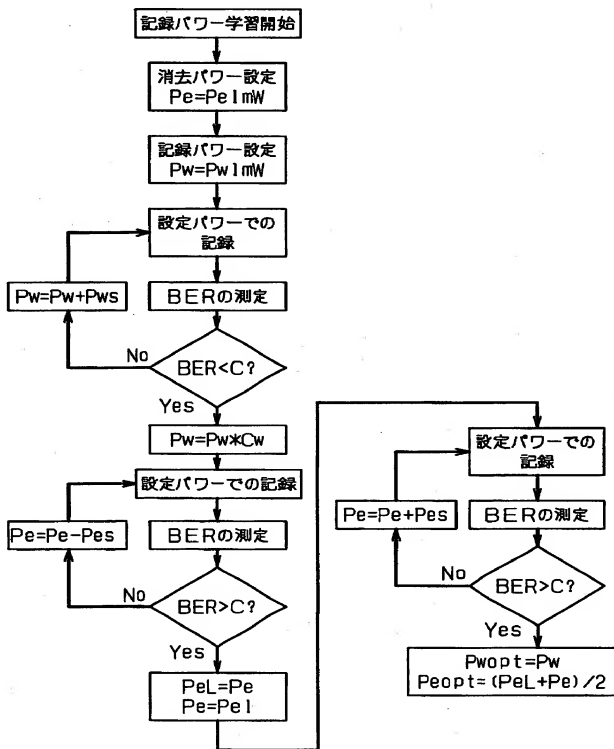 記録パワー学習開始
消去パワー設定
Pe=Pe1mW
記録パワー設定
Pw=Pw1mW
設定パワーでの
記録
Pw=Pw+Pws
BERの測定
BER<C?
No
Yes
Pw=Pw*Cw
設定パワーでの記録
Pe=Pe-Pes
BERの測定
BER>C?
No
Yes
PeL=Pe
Pe=Pe1
設定パワーでの
記録
Pe=Pe+Pes
BERの測定
BER>C?
No
Yes
Pwopt=Pw
Peopt=(PeL+Pe)/2